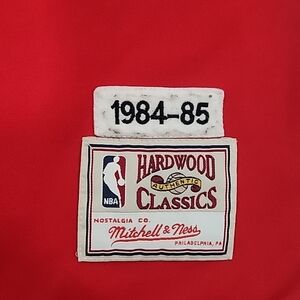 1984-85
NBA
HARDWOOD
AUTHENTIC
CLASSICS
NOSTALGIA CO.
Mitchell & Ness
PHILADELPHIA, PA